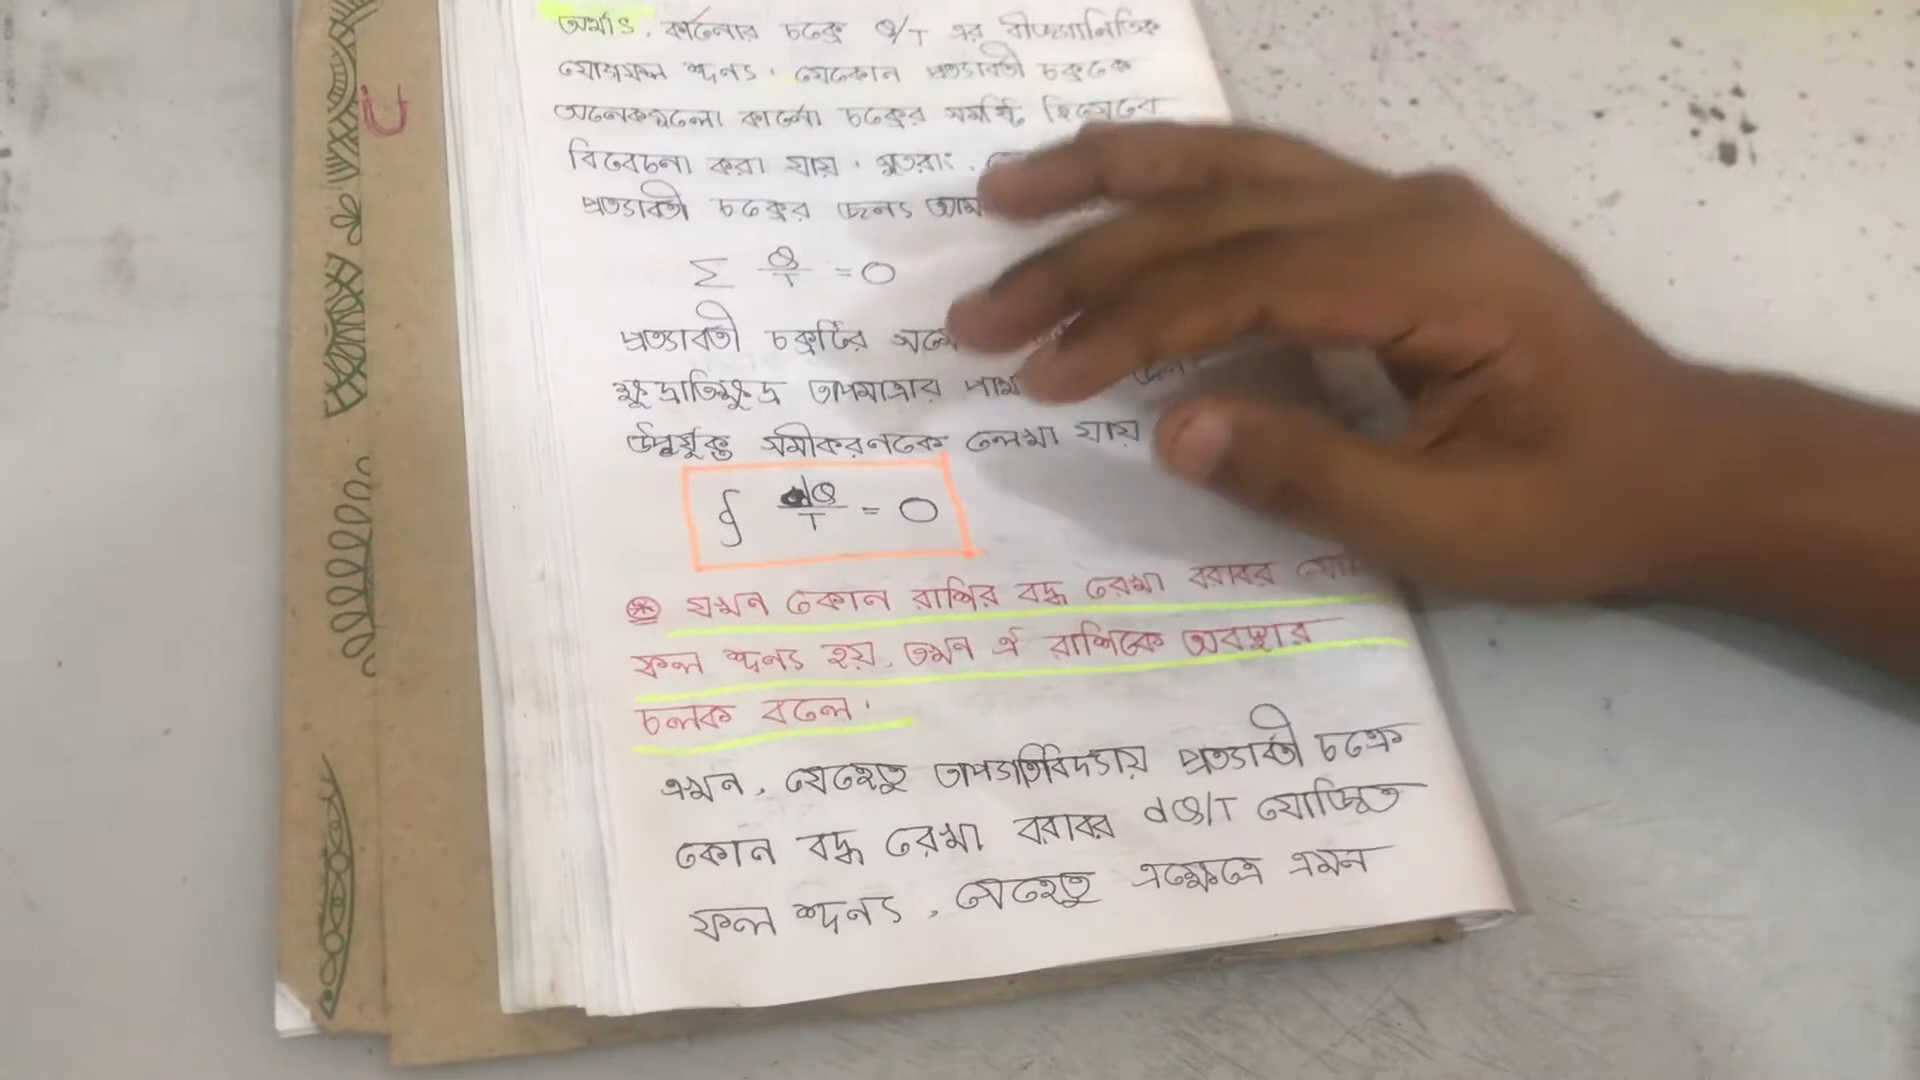 অর্থাৎ, কার্নোর চক্রে Q/T এর বীজগানিতিক
যোগফল শূন্য। যেকোন প্রত্যাবর্তী চক্রকে
অনেকগুলো কার্নো চক্রের সমষ্টি হিসেবে
বিবেচনা করা যায়। সুতরাং,
প্রত্যাবর্তী চক্রের জন্য
Σ Q/T = 0
প্রত্যাবর্তী চক্রটির
ক্ষুদ্রাতিক্ষুদ্র তাপমাত্রার
উপর্যুক্ত সমীকরণকে লেখা যায়
∮ dQ/T = 0
⊛ যখন কোন রাশির বদ্ধ রেখা বরাবর
ফল শূন্য হয়, তখন ঐ রাশিকে অবস্থার
চলক বলে।
এখন, যেহেতু তাপগতিবিদ্যায় প্রত্যাবর্তী চক্রে
কোন বদ্ধ রেখা বরাবর dQ/T যোজিত
ফল শূন্য, সেহেতু এক্ষেত্রে এমন